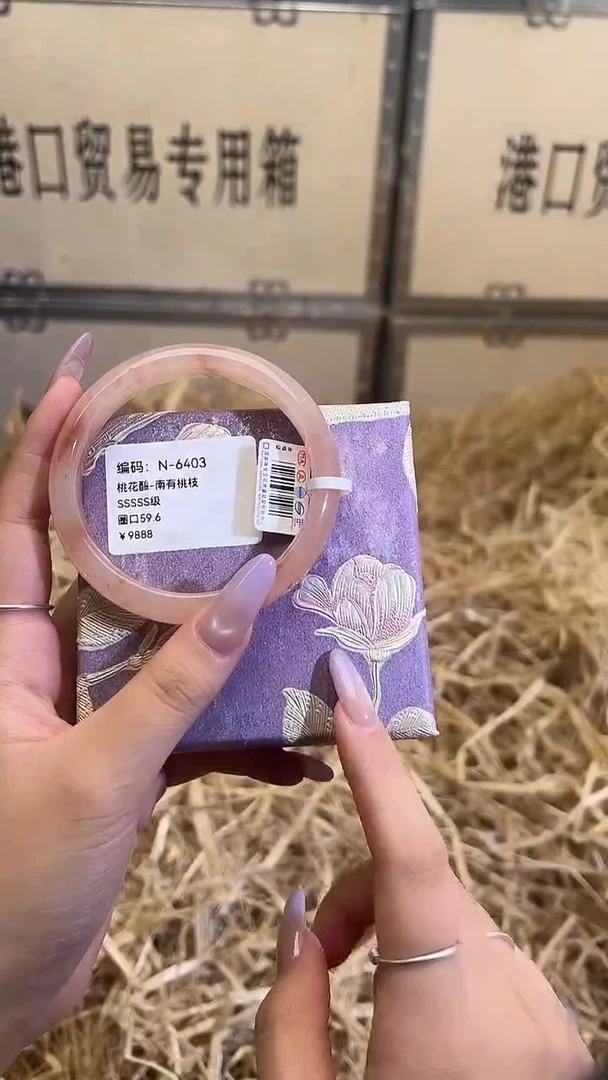 港口贸易专用箱
港口贸
编码：N-6403
桃花酝-南有桃枝
SSSSS级
圈口59.6
￥9888